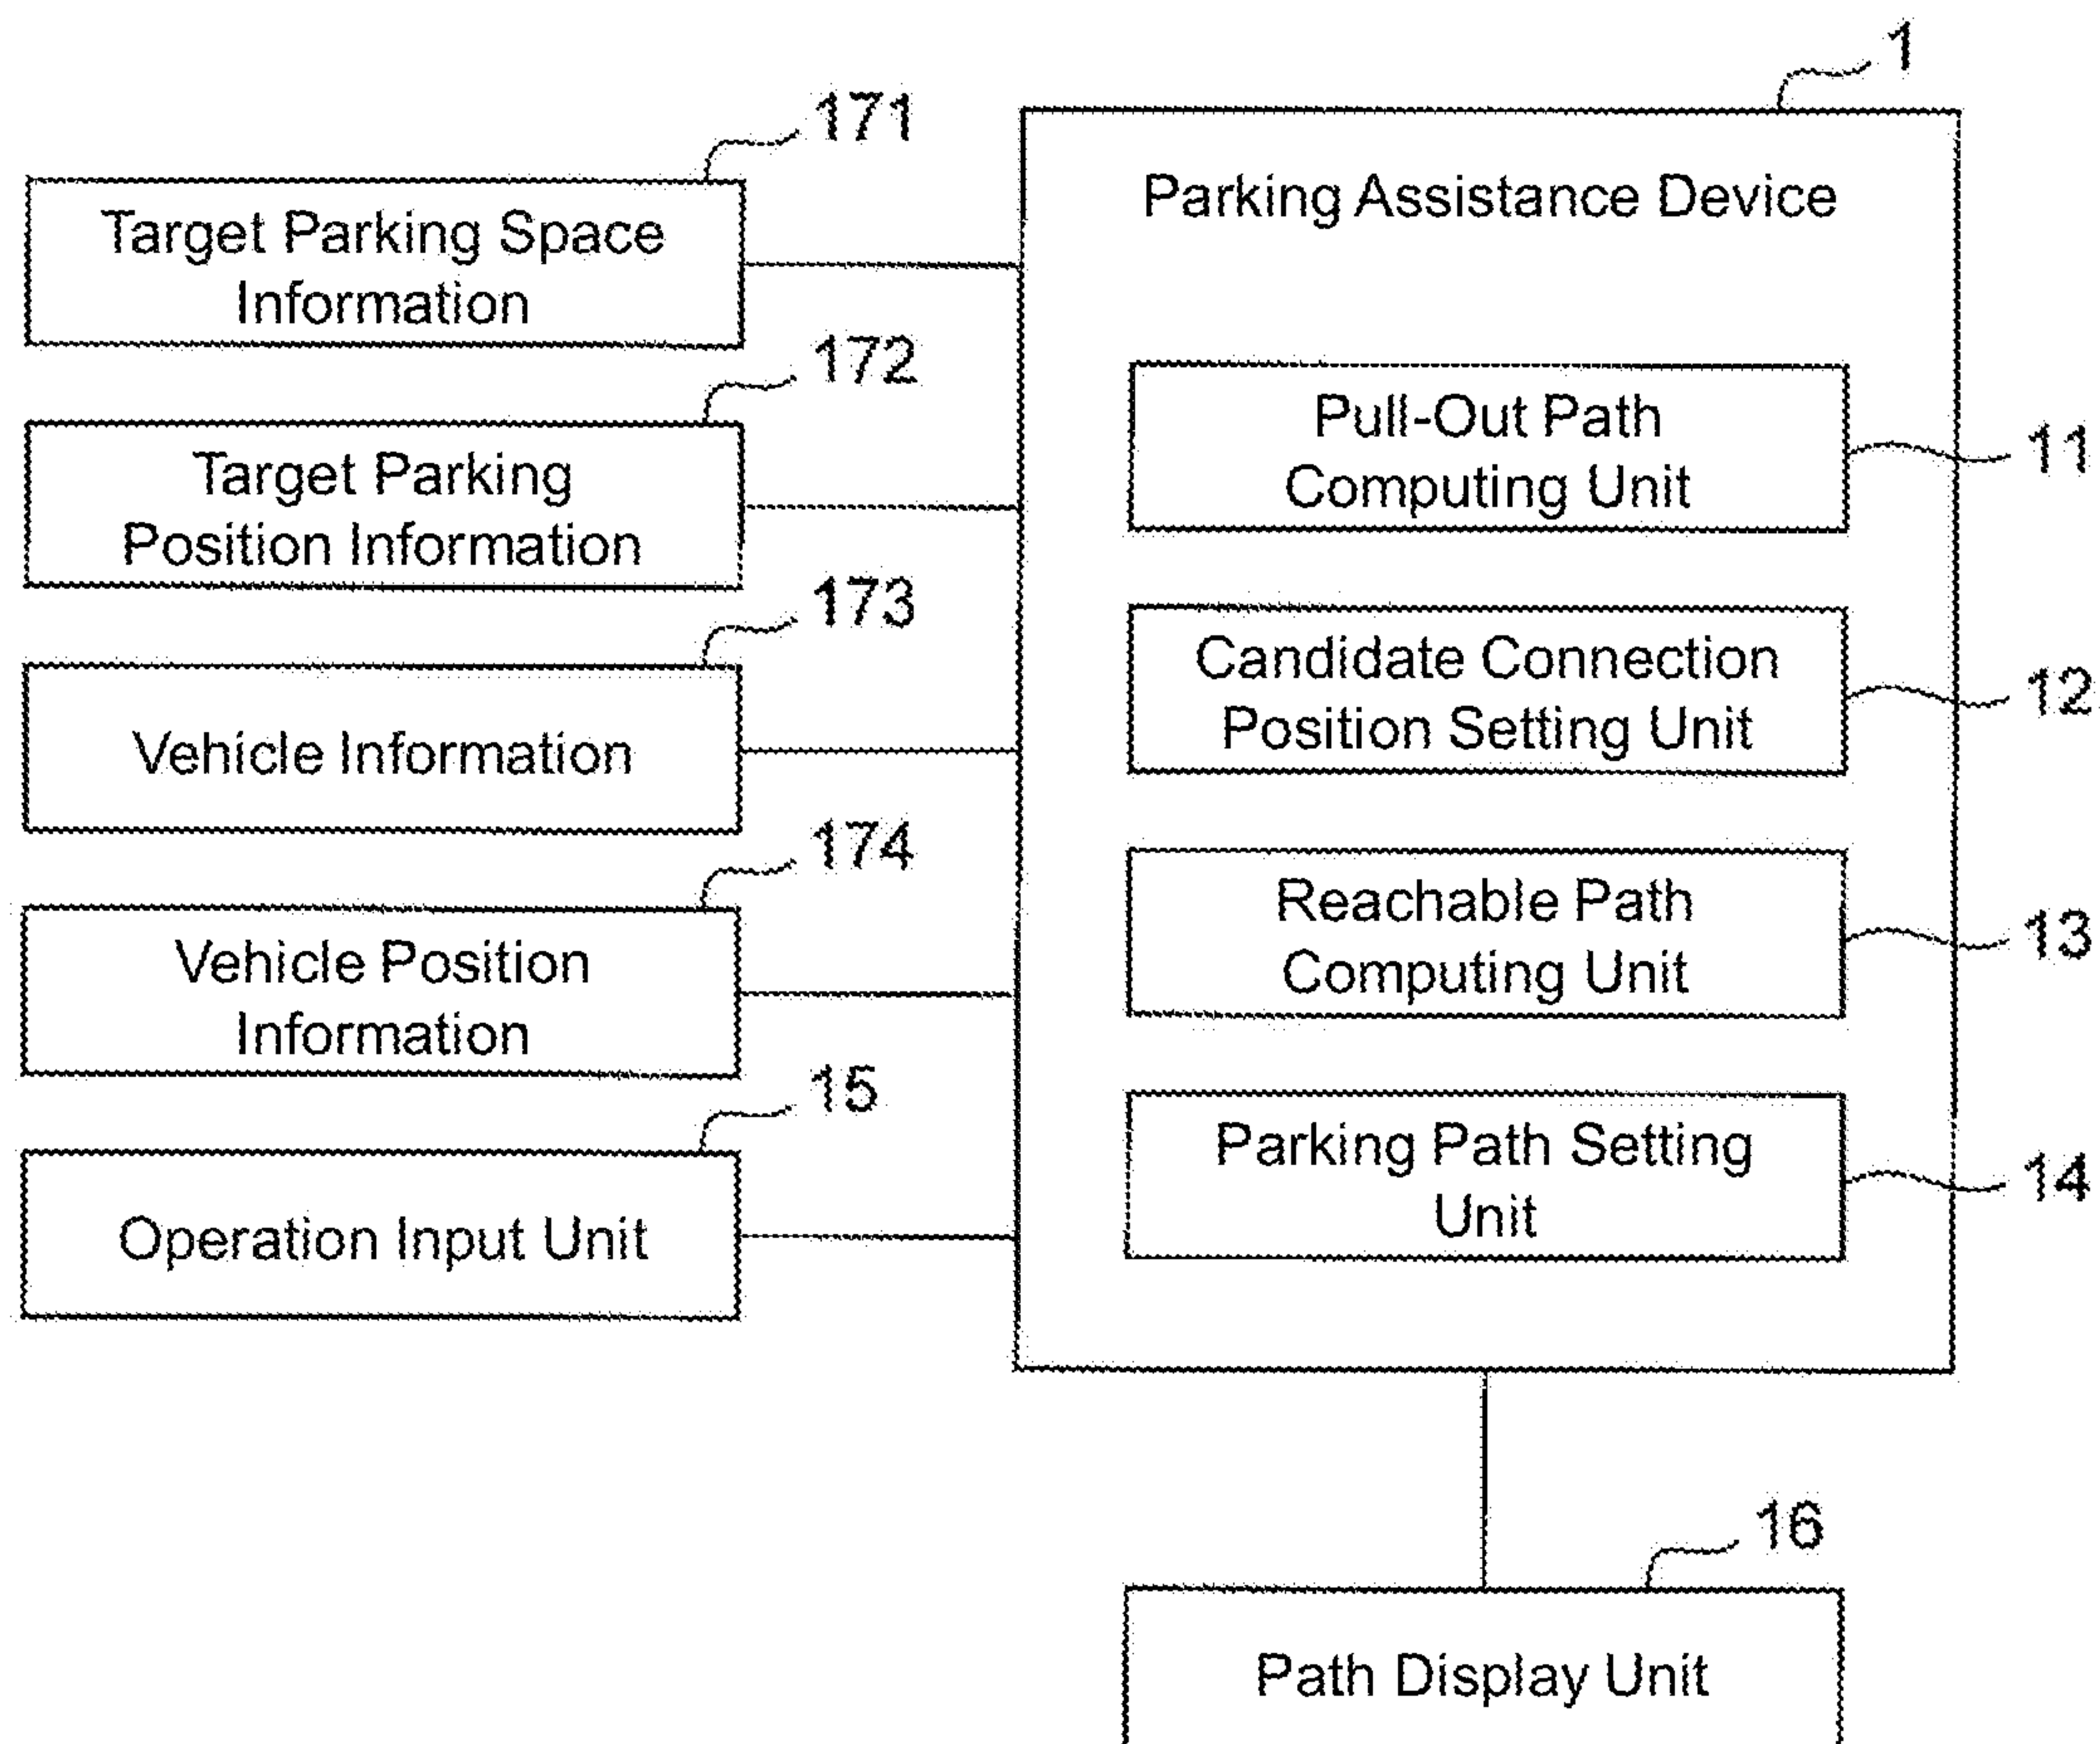 1
Parking Assistance Device
171
Target Parking Space
Information
172
Target Parking
Position Information
173
Vehicle Information
174
Vehicle Position
Information
15
Operation Input Unit
Pull-Out Path
Computing Unit
11
Candidate Connection
Position Setting Unit
12
Reachable Path
Computing Unit
13
Parking Path Setting
Unit
14
16
Path Display Unit